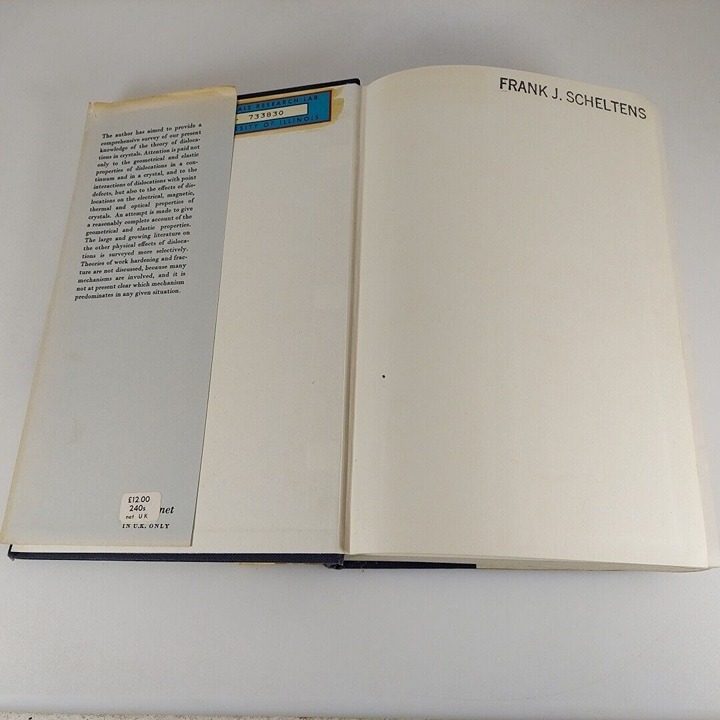 The author has aimed to provide a
comprehensive survey of our present
knowledge of the theory of disloca-
tions in crystals. Attention is paid not
only to the geometrical and elastic
properties of dislocations in a con-
tinuum and in a crystal, and to the
interactions of dislocations with point
defects, but also to the effects of dis-
locations on the electrical, magnetic,
thermal and optical properties of
crystals. An attempt is made to give
a reasonably complete account of the
geometrical and elastic properties.
The large and growing literature on
the other physical effects of disloca-
tions is surveyed more selectively.
Theories of work hardening and frac-
ture are not discussed, because many
mechanisms are involved, and it is
not at present clear which mechanism
predominates in any given situation.
£12.00
240s
net UK
net
IN U.K. ONLY
RESEARCH LAB
733830
OF ILLINOIS
FRANK J. SCHELTENS